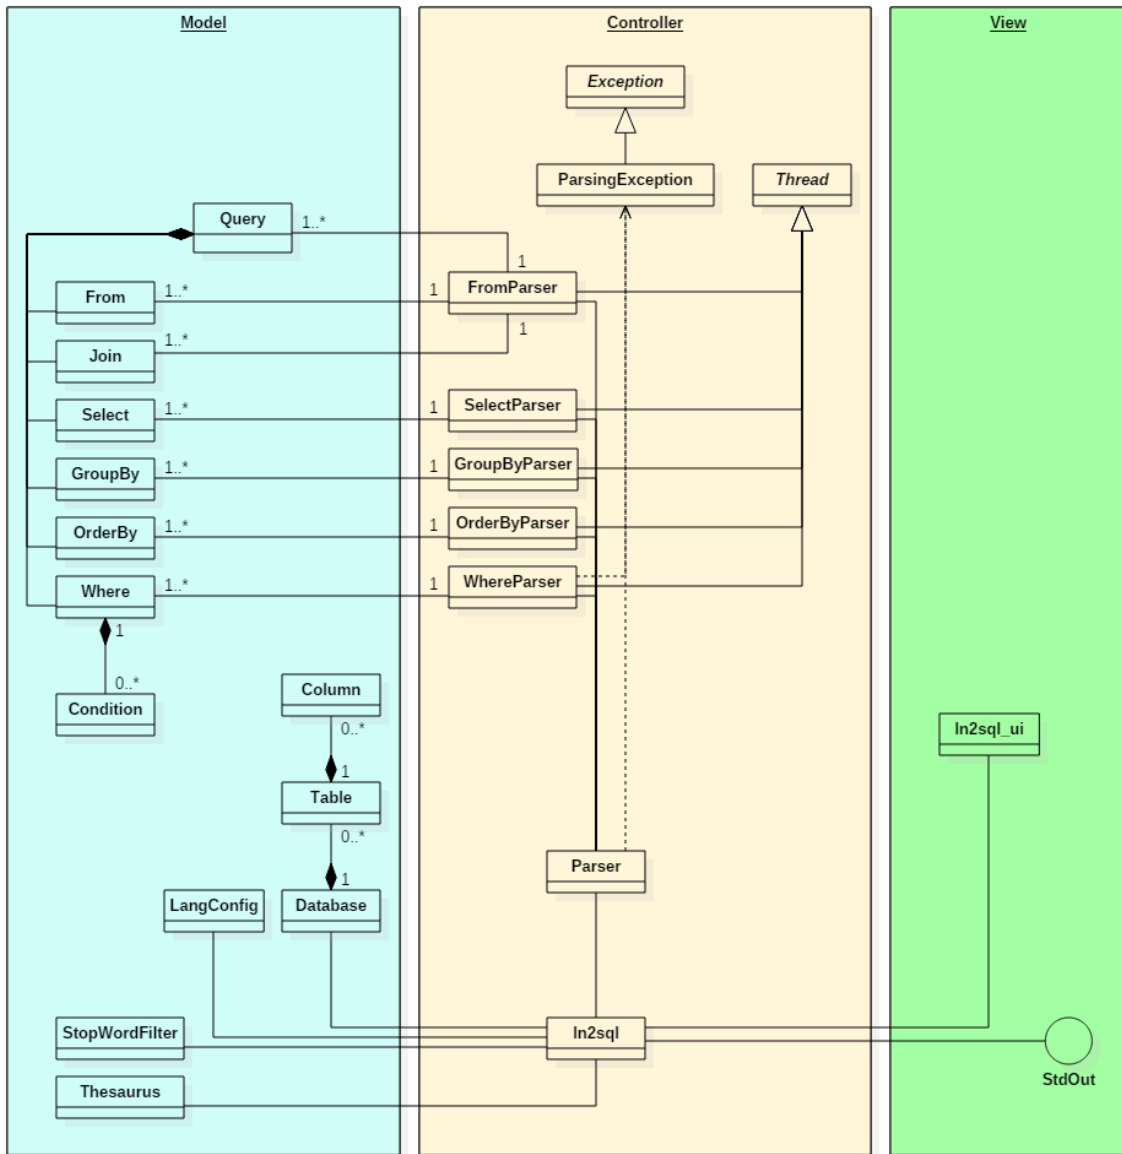 Model
Controller
View
Exception
ParsingException
Thread
Query
1..*
1
From
1..*
1
FromParser
Join
1..*
1
Select
1..*
1
SelectParser
GroupBy
1..*
1
GroupByParser
OrderBy
1..*
1
OrderByParser
Where
1..*
1
WhereParser
1
0..*
Condition
Column
0..*
1
Table
0..*
1
ln2sql_ui
Parser
LangConfig
Database
StopWordFilter
ln2sql
Thesaurus
StdOut